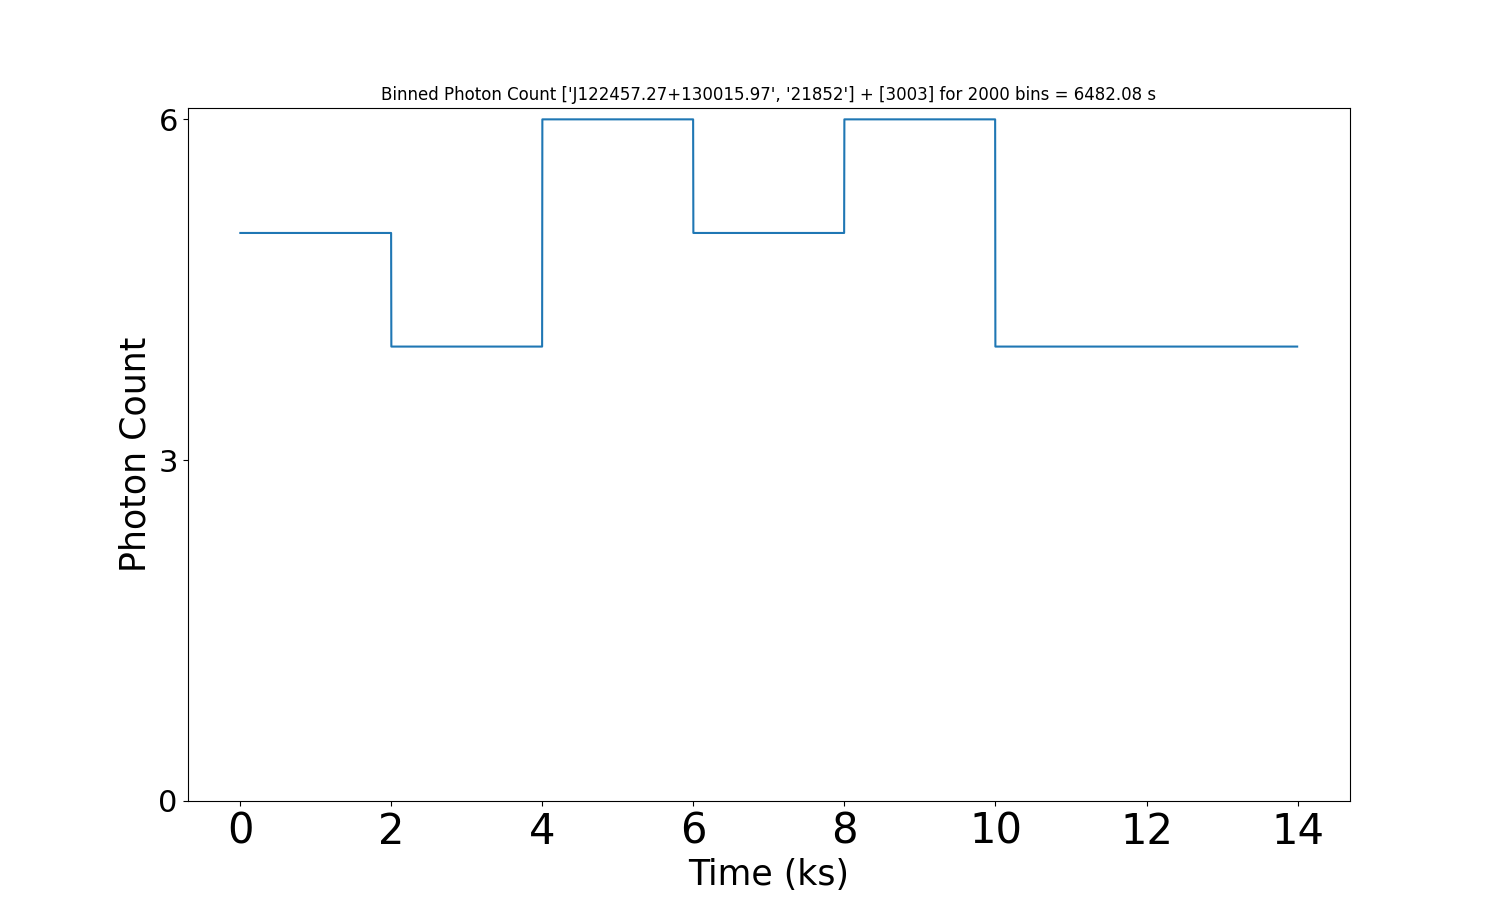 Binned Photon Count ['J122457.27+130015.97', '21852'] + [3003] for 2000 bins = 6482.08 s
6
3
0
Photon Count
0 2 4 6 8 10 12 14
Time (ks)